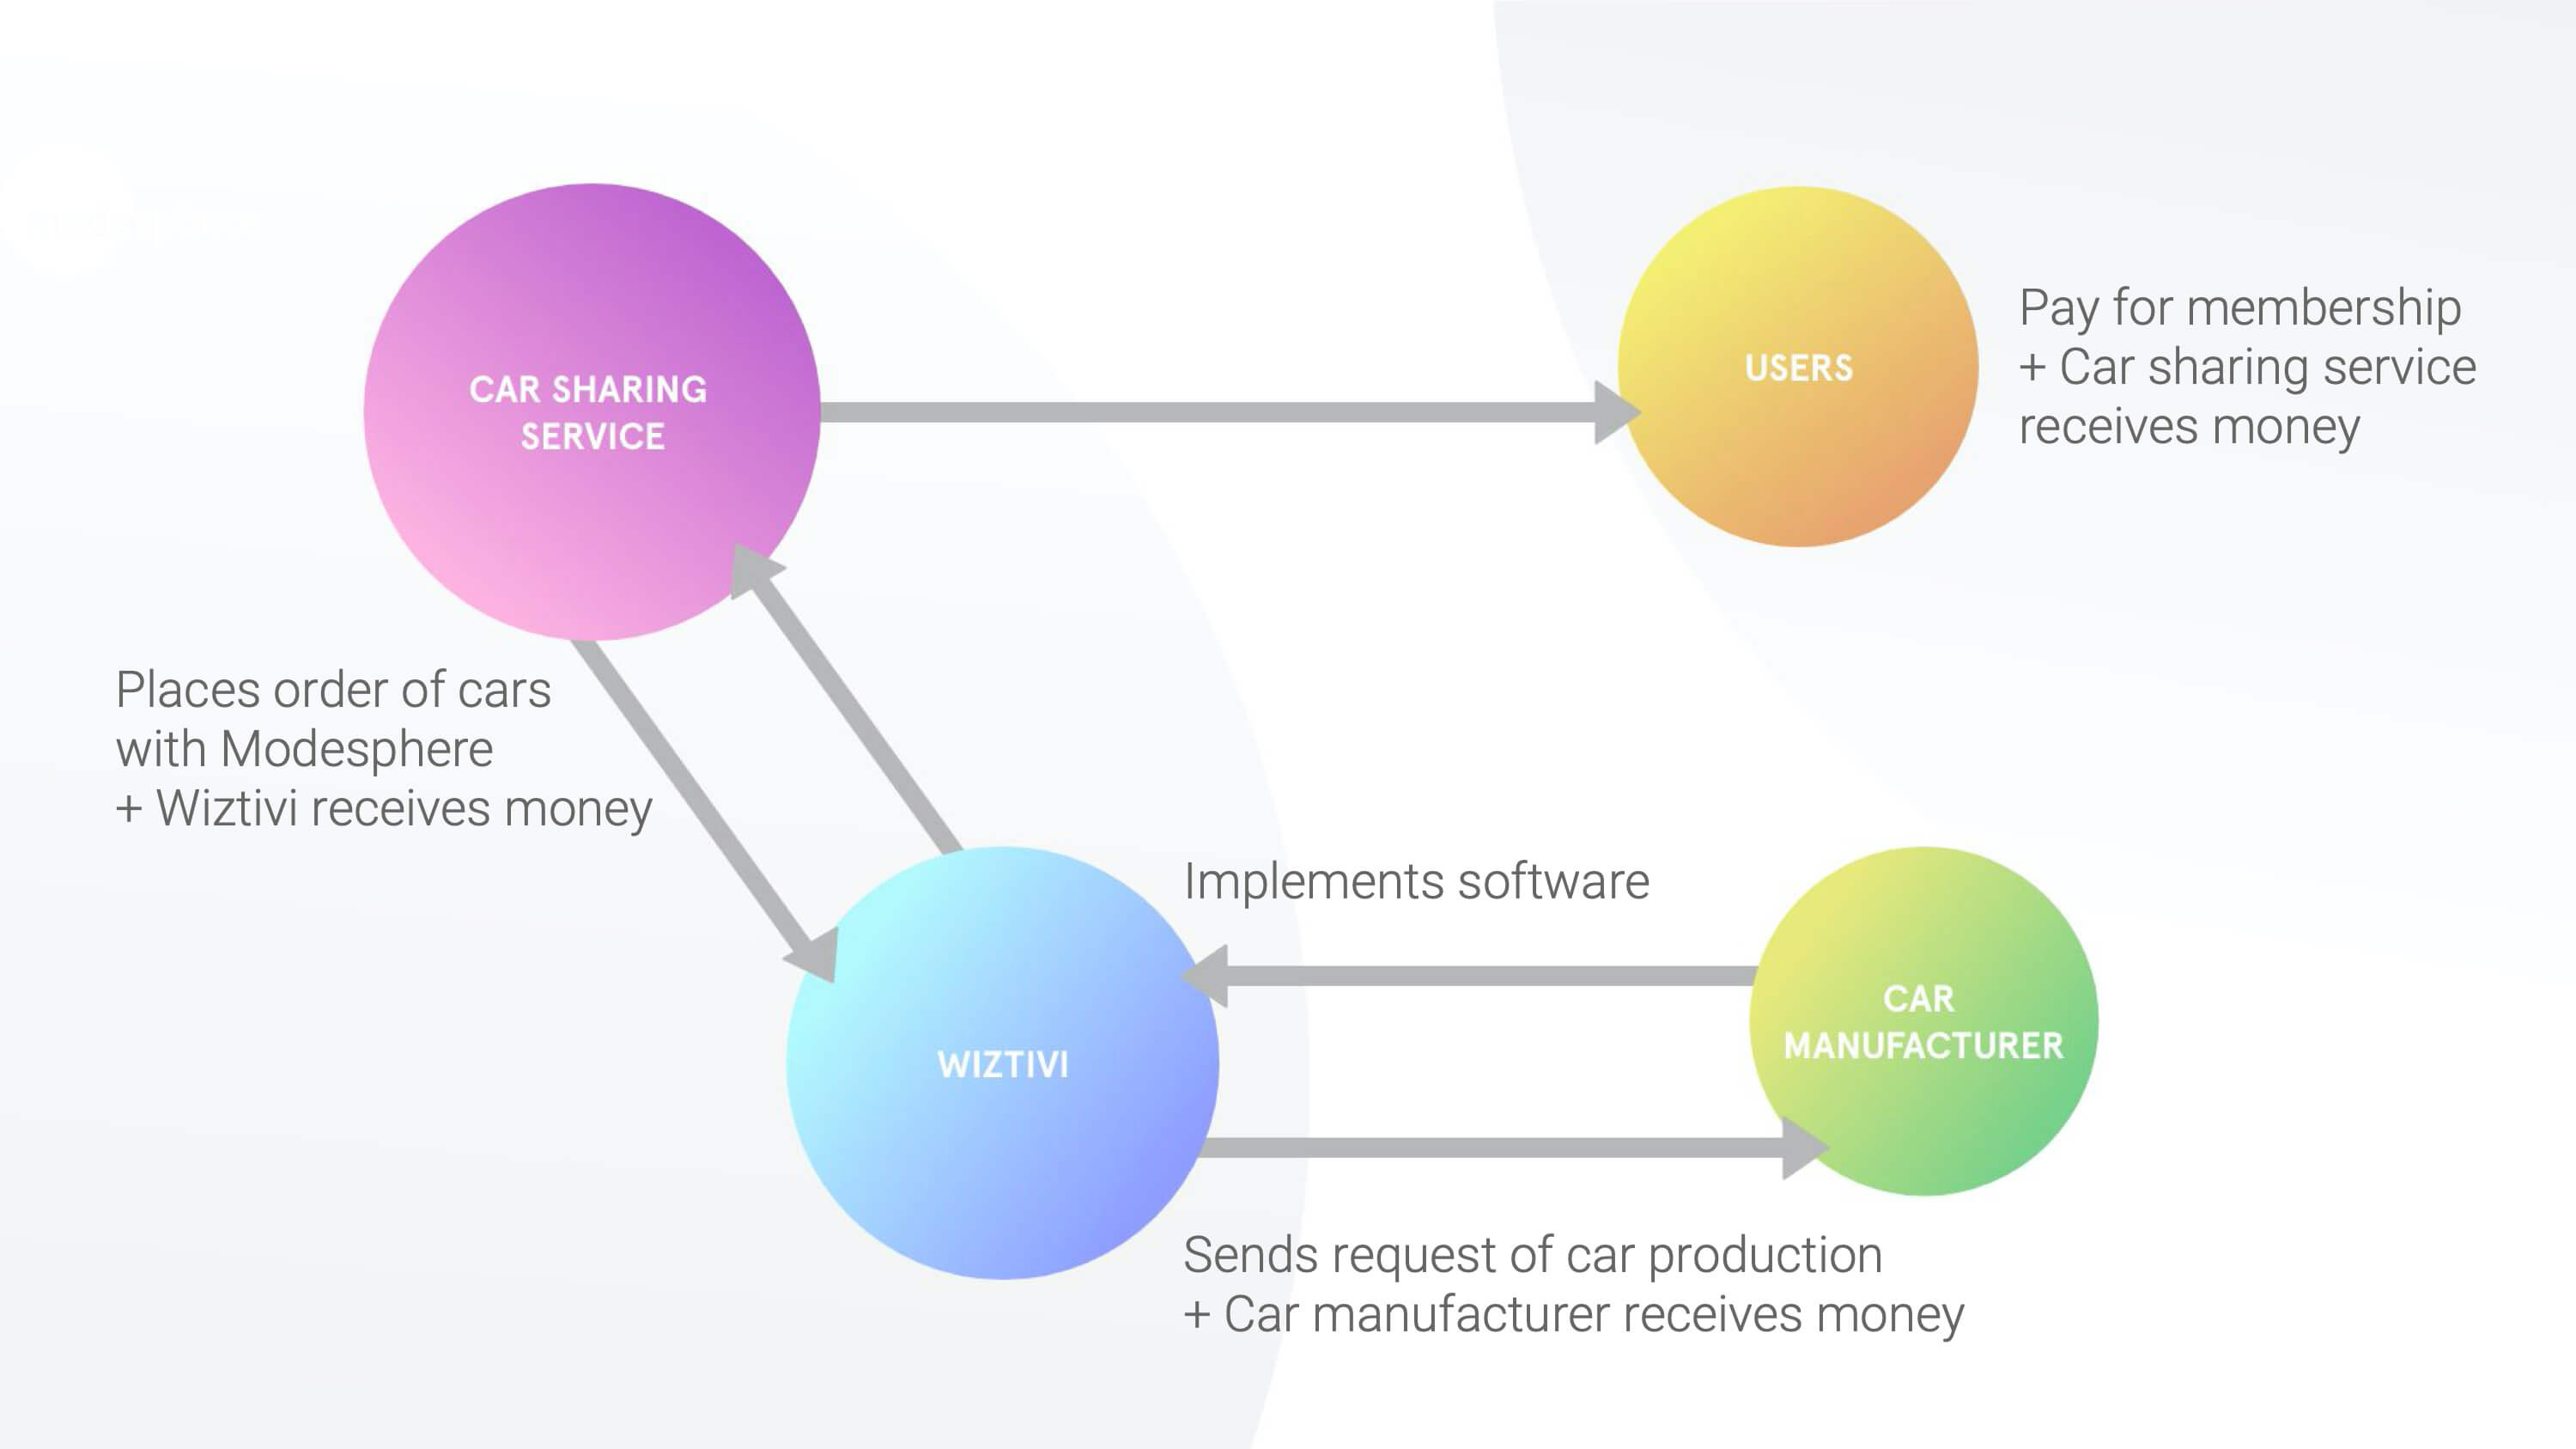 CAR SHARING
SERVICE
USERS
Pay for membership
+ Car sharing service
receives money
Places order of cars
with Modesphere
+ Wiztivi receives money
Implements software
WIZTIVI
CAR
MANUFACTURER
Sends request of car production
+ Car manufacturer receives money